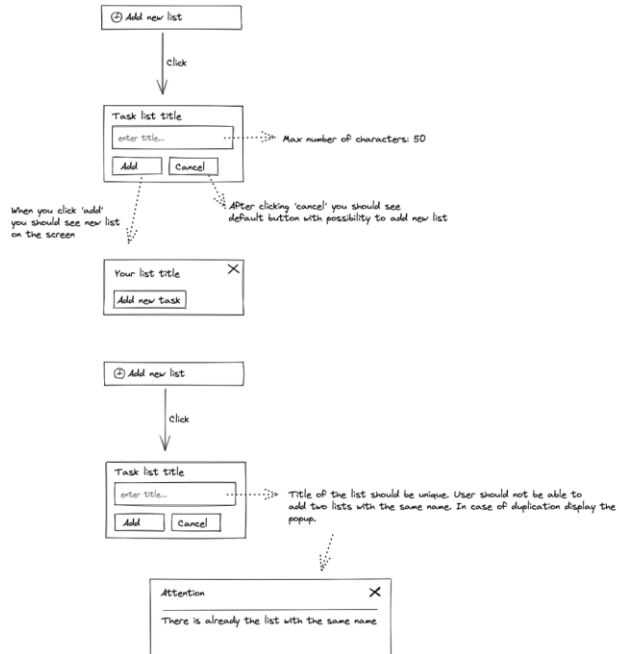 Add new list
Click
Task list title
enter title...
Max number of characters: 50
Add
Cancel
When you click 'add'
you should see new list
on the screen
After clicking 'cancel' you should see
default button with possibility to add new list
Your list title
Add new task
Add new list
Click
Task list title
enter title...
Title of the list should be unique. User should not be able to
add two lists with the same name. In case of duplication display the
popup.
Add
Cancel
Attention
There is already the list with the same name